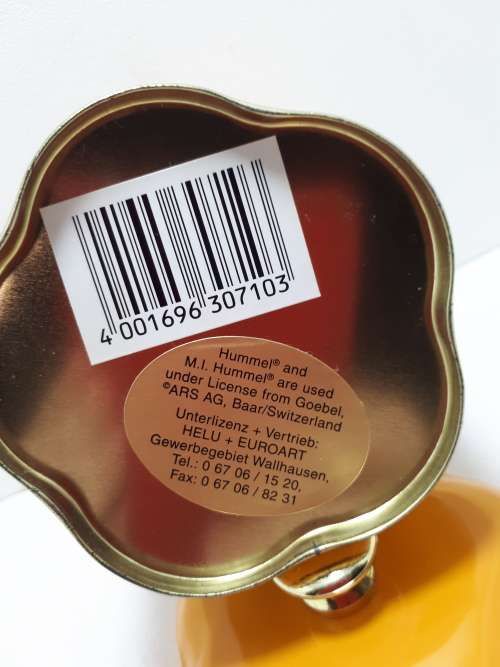 4 001696 307103
Hummel® and
M.I. Hummel® are used
under License from Goebel,
©ARS AG, Baar/Switzerland
Unterlizenz + Vertrieb:
HELU + EUROART
Gewerbegebiet Wallhausen,
Tel.: 0 67 06 / 15 20,
Fax: 0 67 06 / 82 31